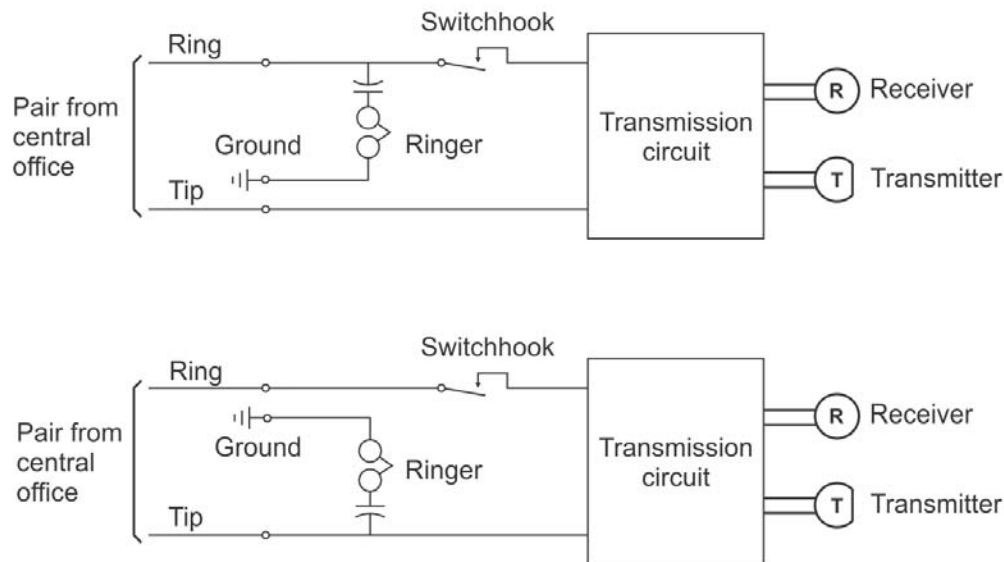 Switchhook
Ring
R
Receiver
Pair from
central
office
Ground
Ringer
Transmission
circuit
Tip
T
Transmitter
Switchhook
Ring
R
Receiver
Pair from
central
office
Ground
Ringer
Transmission
circuit
Tip
T
Transmitter